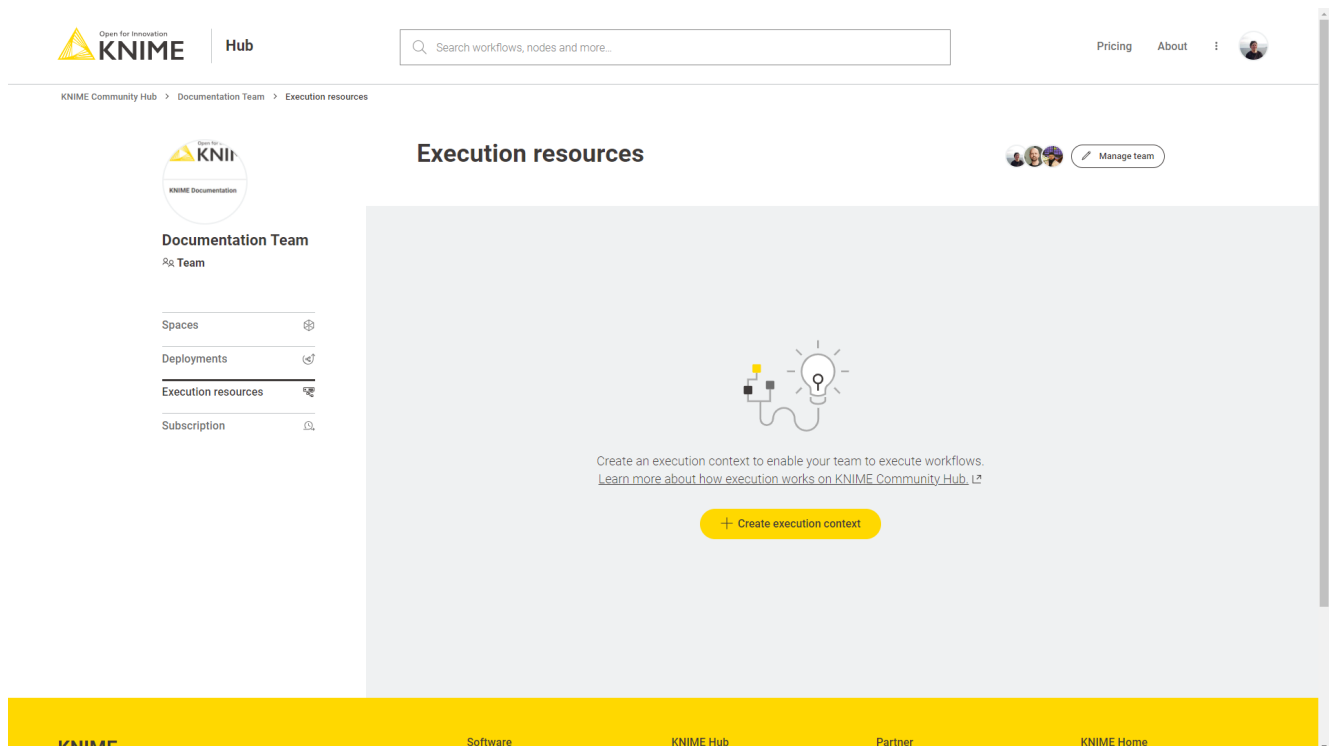 Open for Innovation
KNIME
Hub
Search workflows, nodes and more...
Pricing
About
KNIME Community Hub > Documentation Team > Execution resources
Open for
KNI
KNIME Documentation
Execution resources
Manage team
Documentation Team
Team
Spaces
Deployments
Execution resources
Subscription
Create an execution context to enable your team to execute workflows.
Learn more about how execution works on KNIME Community Hub.
Create execution context
KNIME
Software
KNIME Hub
Partner
KNIME Home